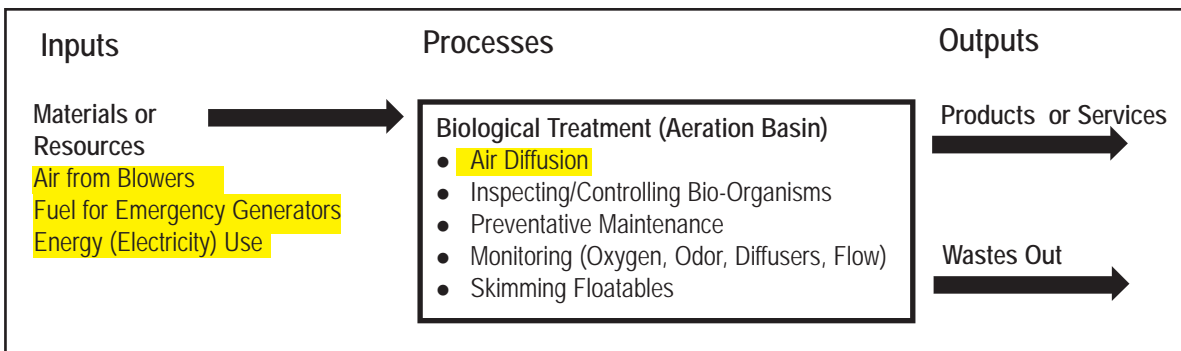 Inputs
Processes
Outputs
Materials or
Resources
Air from Blowers
Fuel for Emergency Generators
Energy (Electricity) Use
Biological Treatment (Aeration Basin)
● Air Diffusion
● Inspecting/Controlling Bio-Organisms
● Preventative Maintenance
● Monitoring (Oxygen, Odor, Diffusers, Flow)
● Skimming Floatables
Products or Services
Wastes Out